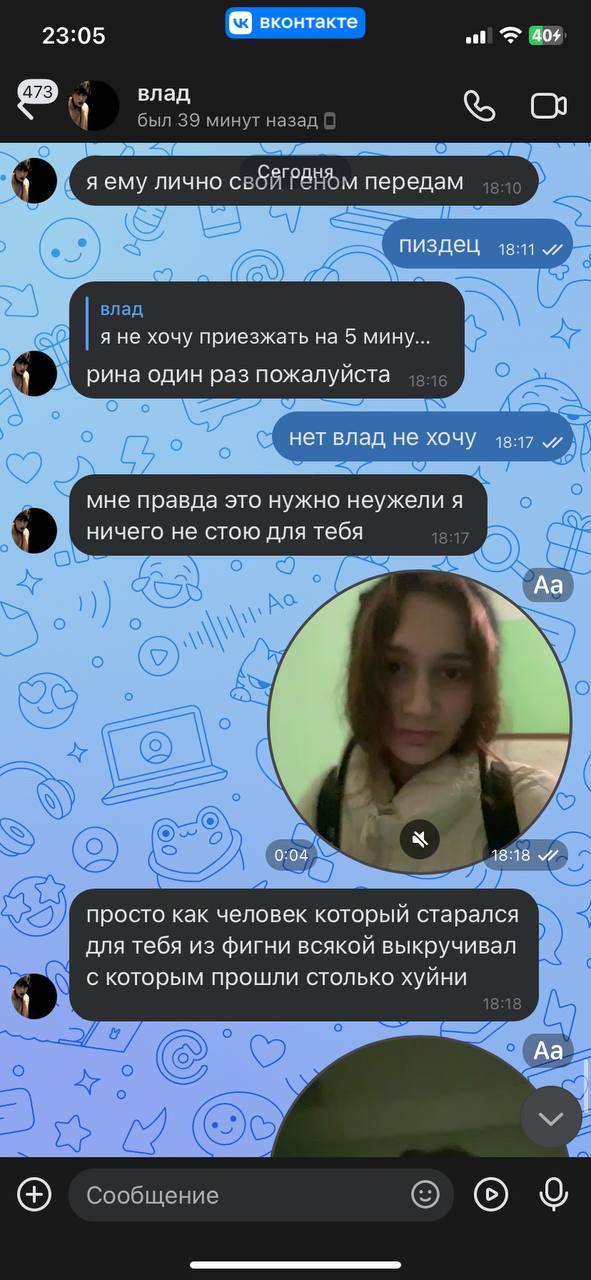 23:05
вконтакте
40
473
влад
был 39 минут назад
Сегодня
я ему лично свой геном передам 18:10
пиздец 18:11
влад
я не хочу приезжать на 5 мину...
рина один раз пожалуйста 18:16
нет влад не хочу 18:17
мне правда это нужно неужели я
ничего не стою для тебя 18:17
Aa
0:04 18:18
просто как человек который старался
для тебя из фигни всякой выкручивал
с которым прошли столько хуйни
18:18
Aa
Сообщение